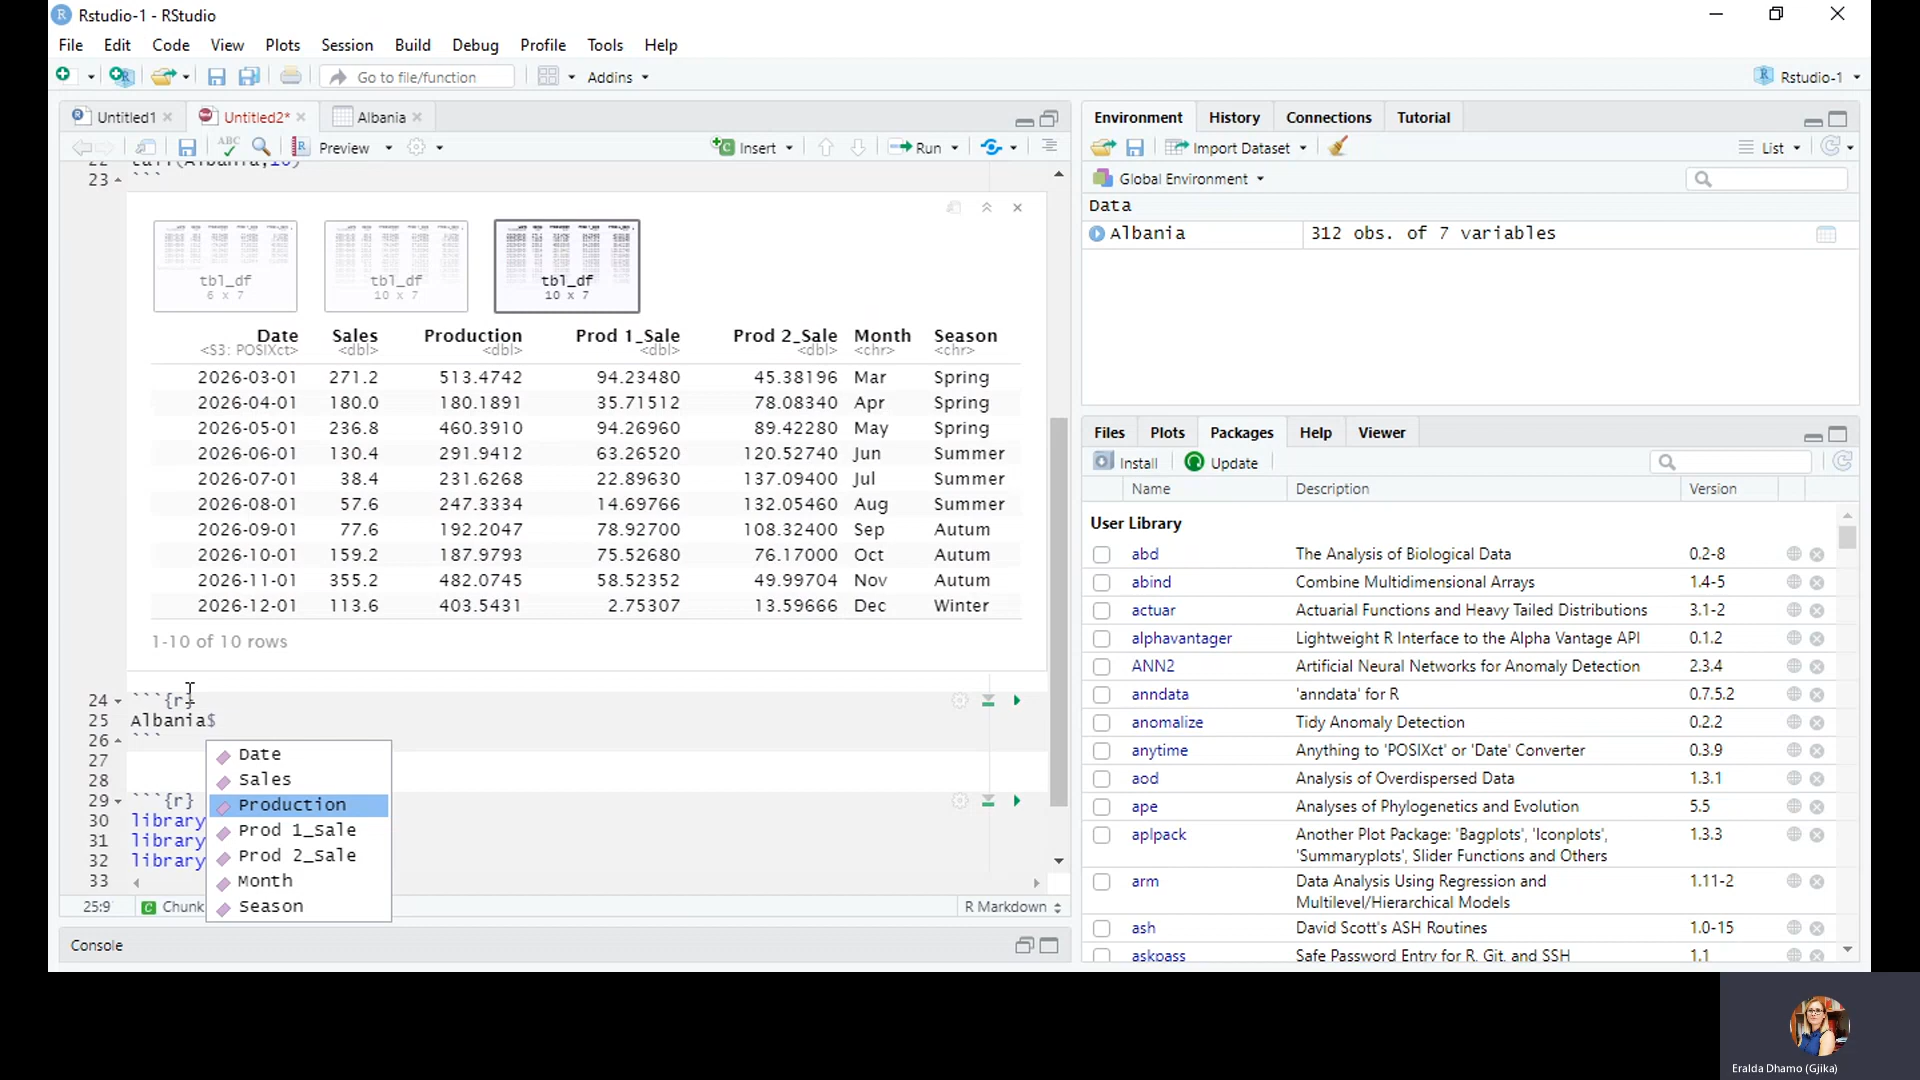 Rstudio-1 - RStudio
File Edit Code View Plots Session Build Debug Profile Tools Help
Go to file/function Addins Rstudio-1
Untitled1 Untitled2* Albania
ABC Preview Insert Run
22 tail(Albania,10)
23 ```
tbl_df tbl_df tbl_df
6 x 7 10 x 7 10 x 7
Date Sales Production Prod 1_Sale Prod 2_Sale Month Season
<S3: POSIXct> <dbl> <dbl> <dbl> <dbl> <chr> <chr>
2026-03-01 271.2 513.4742 94.23480 45.38196 Mar Spring
2026-04-01 180.0 180.1891 35.71512 78.08340 Apr Spring
2026-05-01 236.8 460.3910 94.26960 89.42280 May Spring
2026-06-01 130.4 291.9412 63.26520 120.52740 Jun Summer
2026-07-01 38.4 231.6268 22.89630 137.09400 Jul Summer
2026-08-01 57.6 247.3334 14.69766 132.05460 Aug Summer
2026-09-01 77.6 192.2047 78.92700 108.32400 Sep Autum
2026-10-01 159.2 187.9793 75.52680 76.17000 Oct Autum
2026-11-01 355.2 482.0745 58.52352 49.99704 Nov Autum
2026-12-01 113.6 403.5431 2.75307 13.59666 Dec Winter
1-10 of 10 rows
24 ```{r}
25 Albania$
26 ```
27
28
29 ```{r}
30 library
31 library
32 library
33
Date
Sales
Production
Prod 1_Sale
Prod 2_Sale
Month
Season
25:9 Chunk R Markdown
Console
Environment History Connections Tutorial
Import Dataset List
Global Environment
Data
Albania 312 obs. of 7 variables
Files Plots Packages Help Viewer
Install Update
Name Description Version
User Library
abd The Analysis of Biological Data 0.2-8
abind Combine Multidimensional Arrays 1.4-5
actuar Actuarial Functions and Heavy Tailed Distributions 3.1-2
alphavantager Lightweight R Interface to the Alpha Vantage API 0.1.2
ANN2 Artificial Neural Networks for Anomaly Detection 2.3.4
anndata 'anndata' for R 0.7.5.2
anomalize Tidy Anomaly Detection 0.2.2
anytime Anything to 'POSIXct' or 'Date' Converter 0.3.9
aod Analysis of Overdispersed Data 1.3.1
ape Analyses of Phylogenetics and Evolution 5.5
aplpack Another Plot Package: 'Bagplots', 'Iconplots', 1.3.3
'Summaryplots', Slider Functions and Others
arm Data Analysis Using Regression and 1.11-2
Multilevel/Hierarchical Models
ash David Scott's ASH Routines 1.0-15
askpass Safe Password Entry for R, Git, and SSH 1.1
Eralda Dhamo (Gjika)